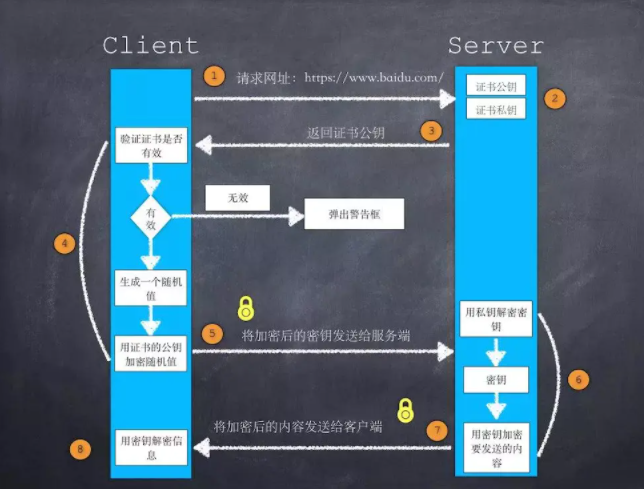 Client
Server
1
请求网址：https://www.baidu.com/
证书公钥
2
证书私钥
返回证书公钥
3
验证证书是否
有效
无效
有
效
弹出警告框
4
生成一个随机
值
用私钥解密密
钥
5
将加密后的密钥发送给服务端
用证书的公钥
加密随机值
密钥
6
将加密后的内容发送给客户端
7
用密钥加密
要发送的内
容
8
用密钥解密信
息